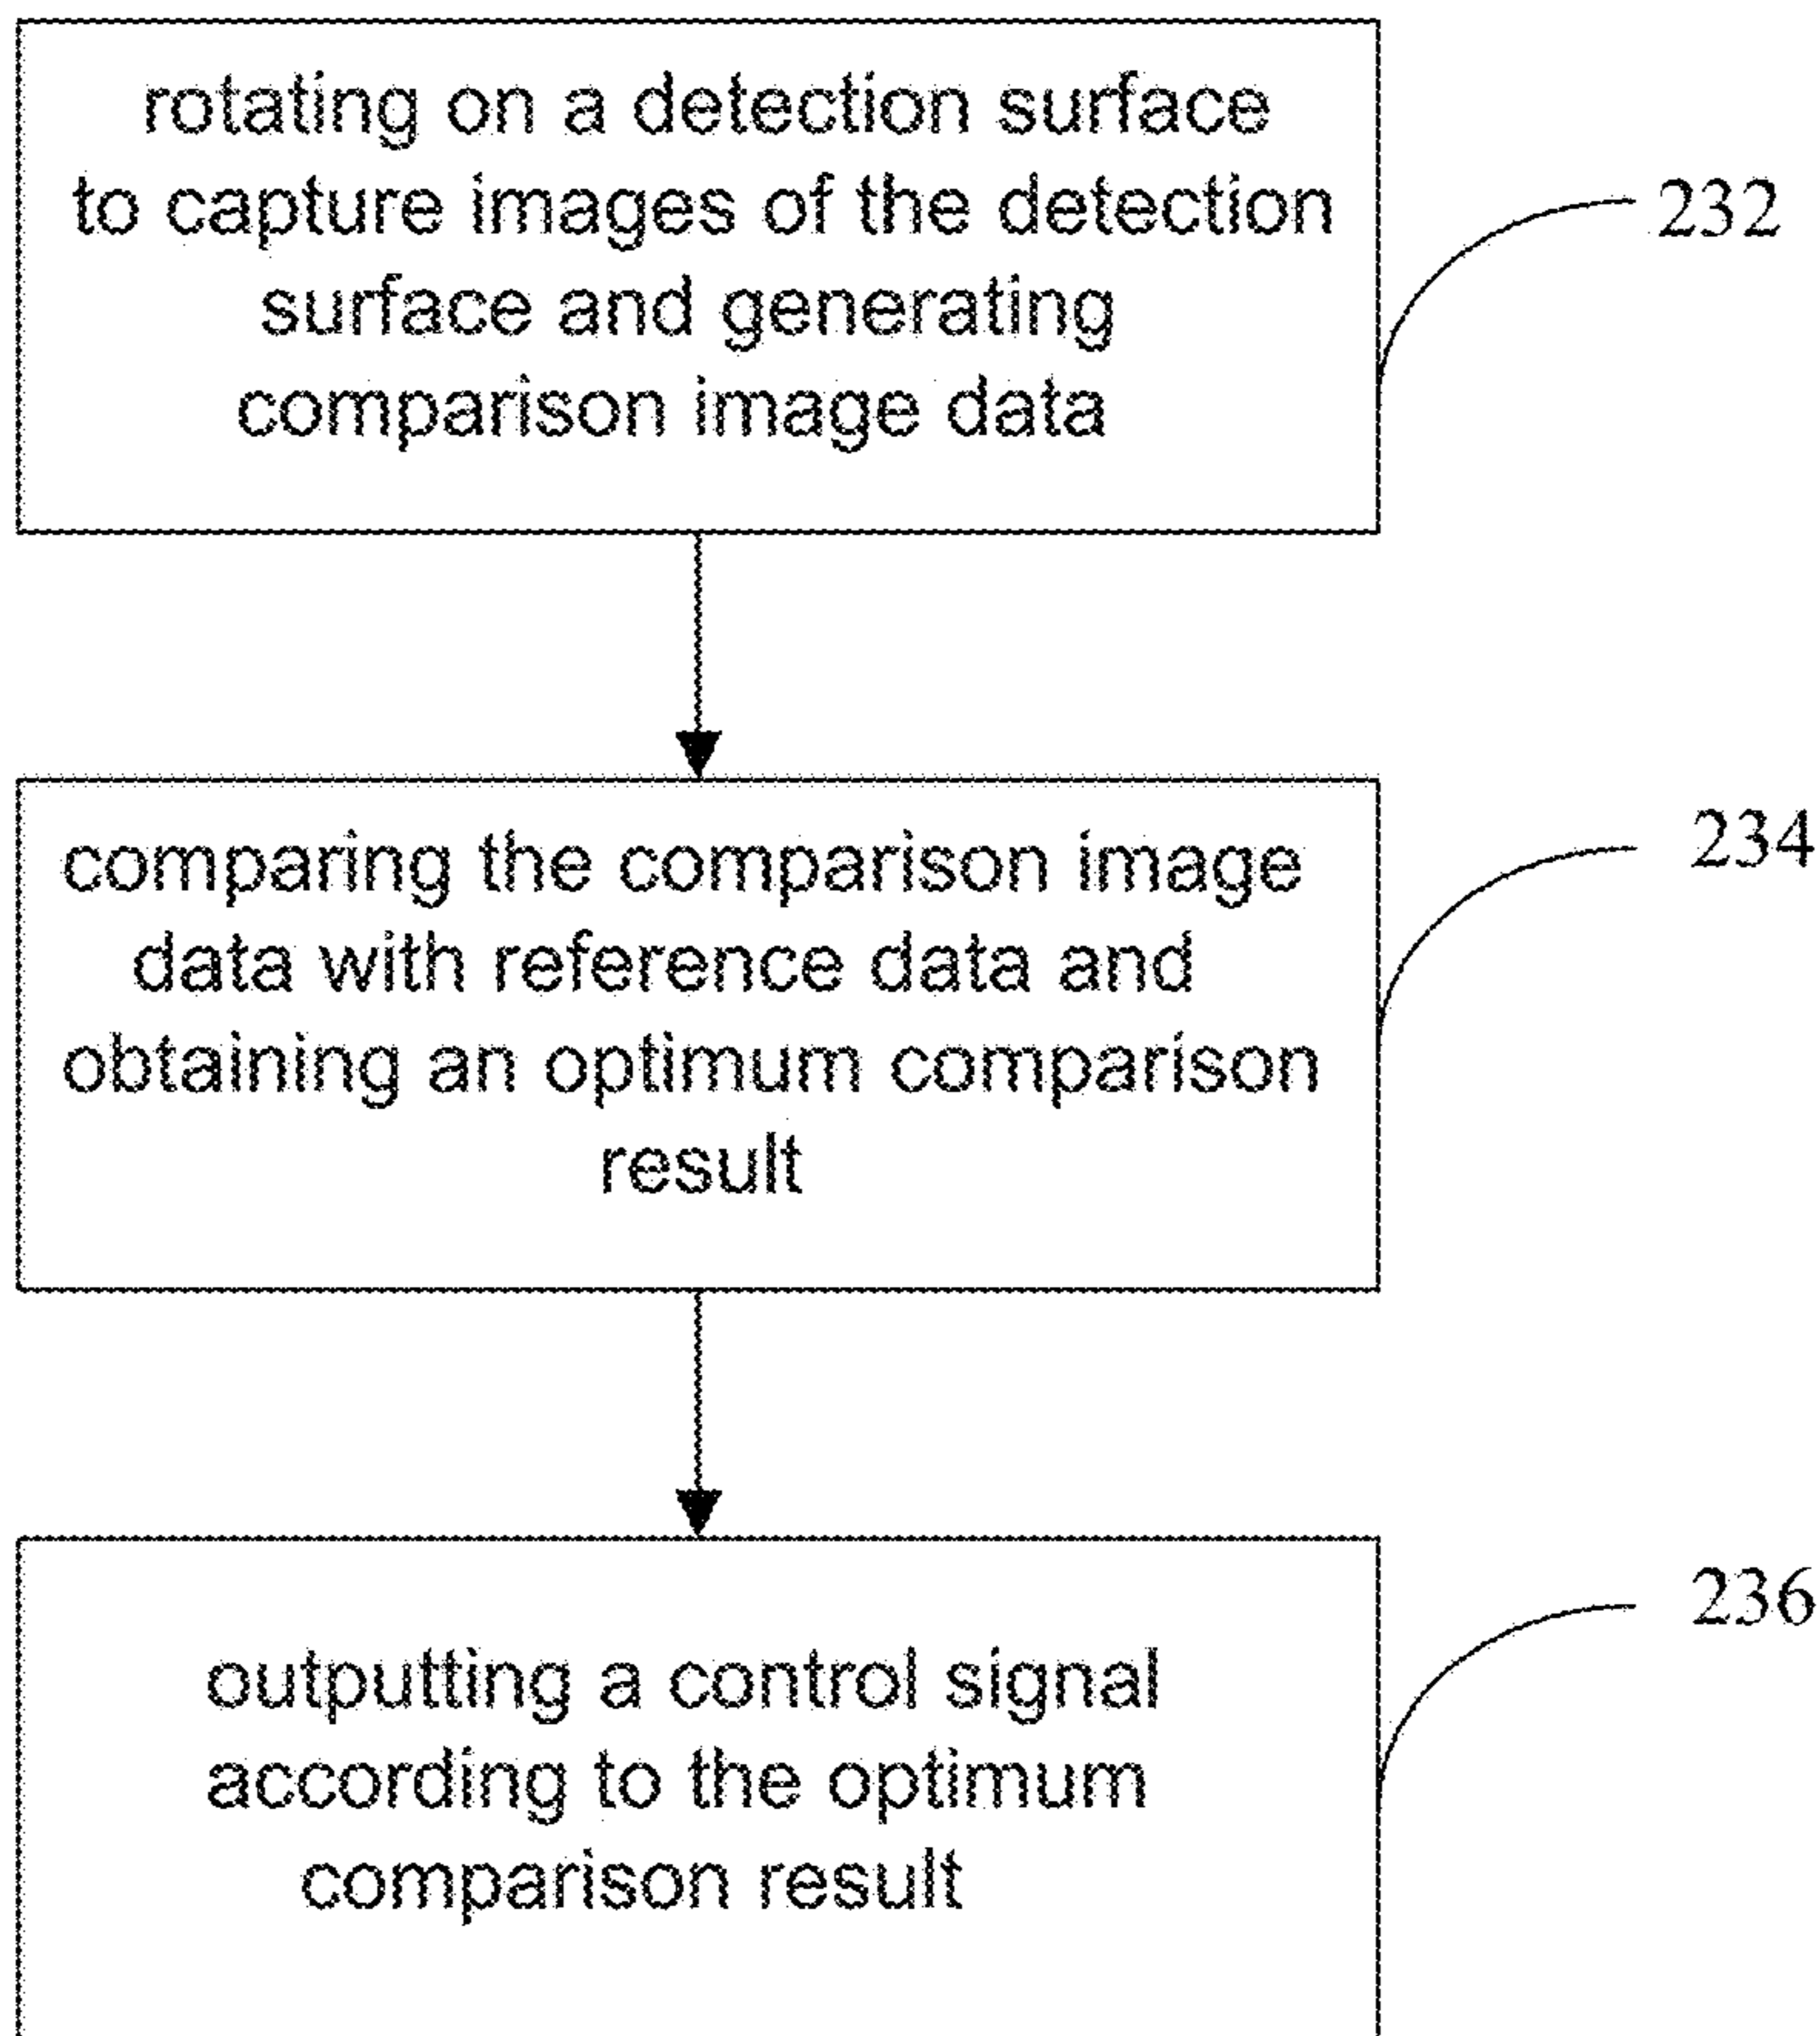 rotating on a detection surface
to capture images of the detection
surface and generating
comparison image data
232
comparing the comparison image
data with reference data and
obtaining an optimum comparison
result
234
outputting a control signal
according to the optimum
comparison result
236